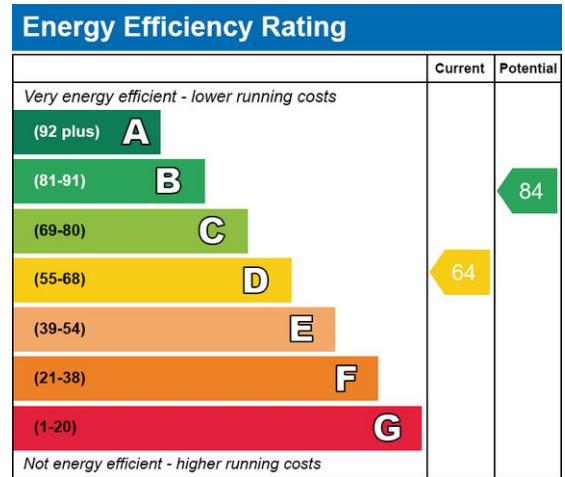 Energy Efficiency Rating
Current Potential
Very energy efficient - lower running costs
(92 plus) A
(81-91) B
84
(69-80) C
(55-68) D
64
(39-54) E
(21-38) F
(1-20) G
Not energy efficient - higher running costs